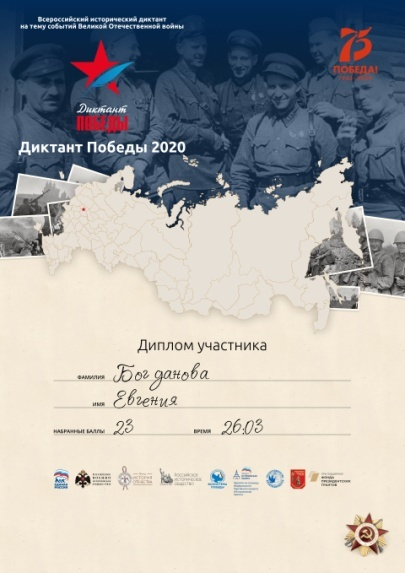 Всероссийский исторический диктант
на тему событий Великой Отечественной войны
75
ПОБЕДА!
Диктант
ПОБЕДЫ
Диктант Победы 2020
Диплом участника
ФАМИЛИЯ Богданова
ИМЯ Евгения
НАБРАННЫЕ БАЛЛЫ 23 ВРЕМЯ 26:03